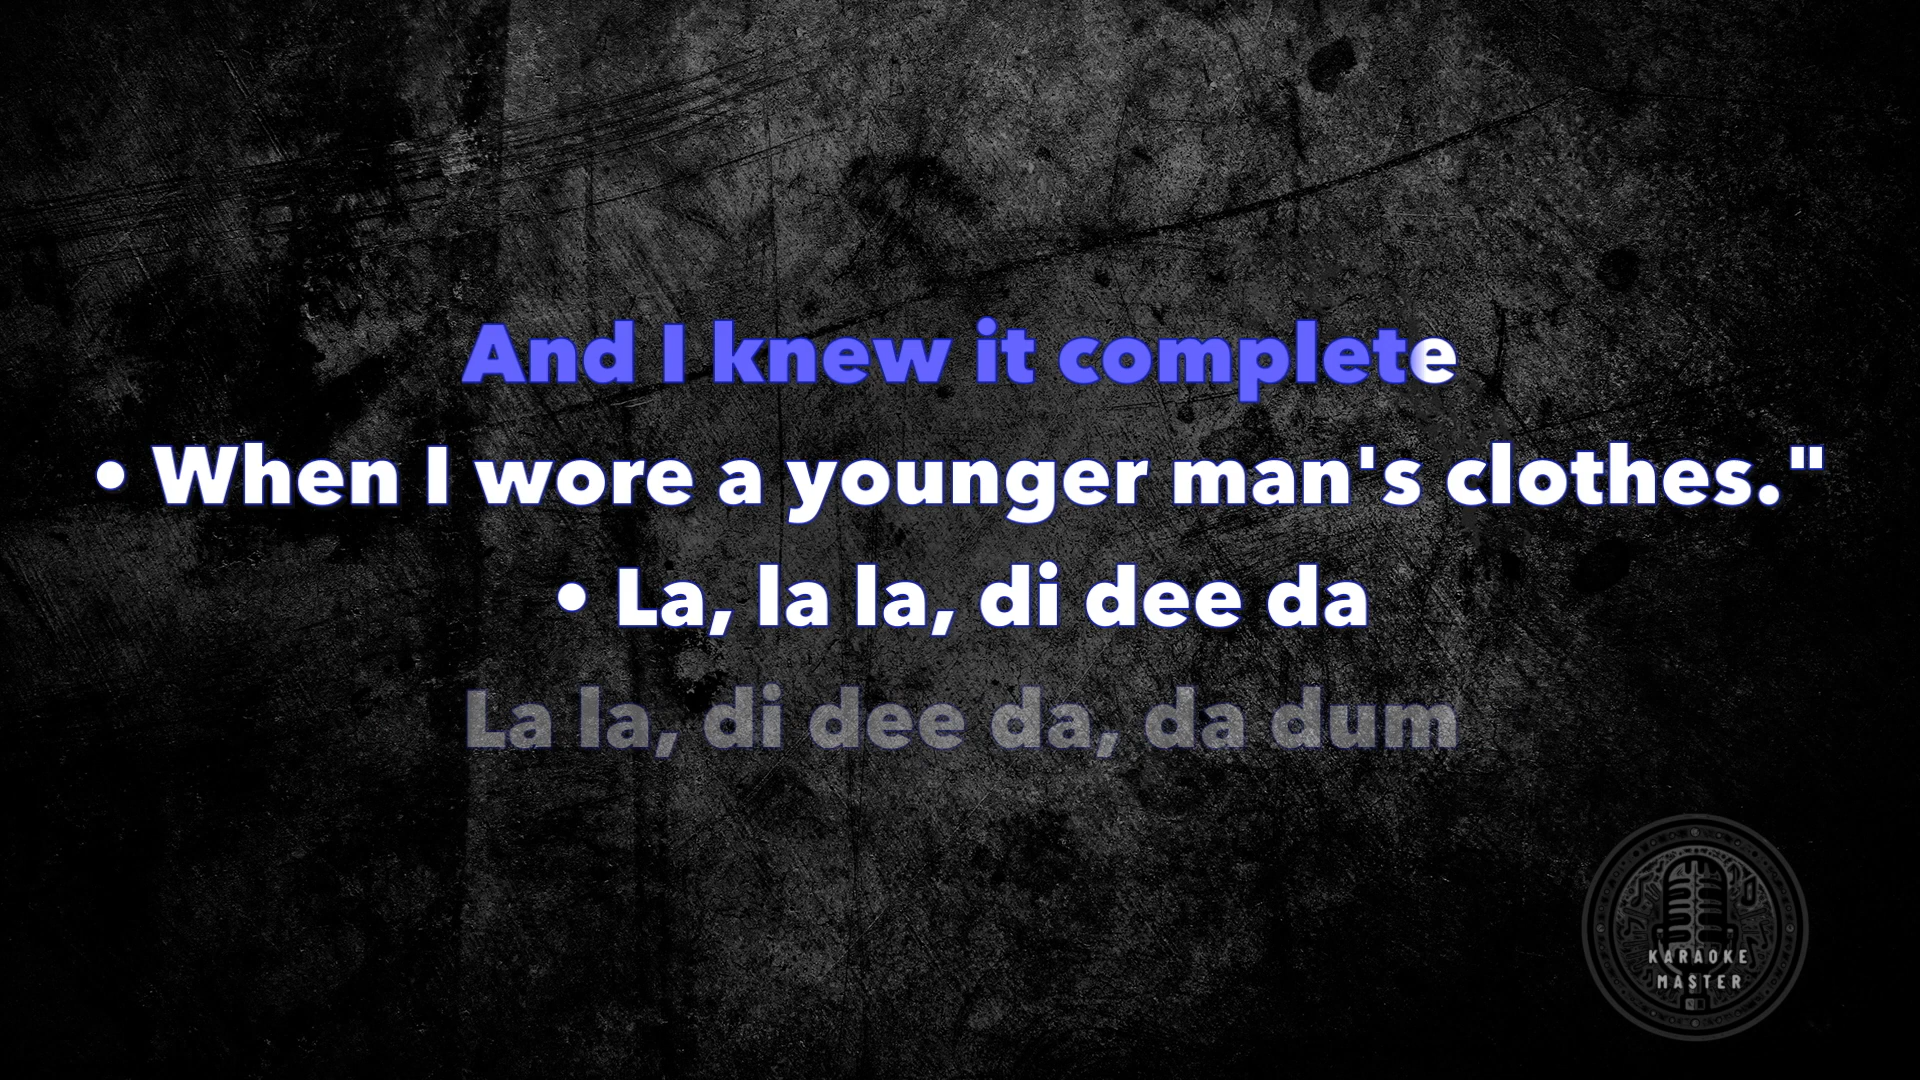 And I knew it complete
• When I wore a younger man's clothes."
• La, la la, di dee da
La la, di dee da, da dum
KARAOKE
MASTER